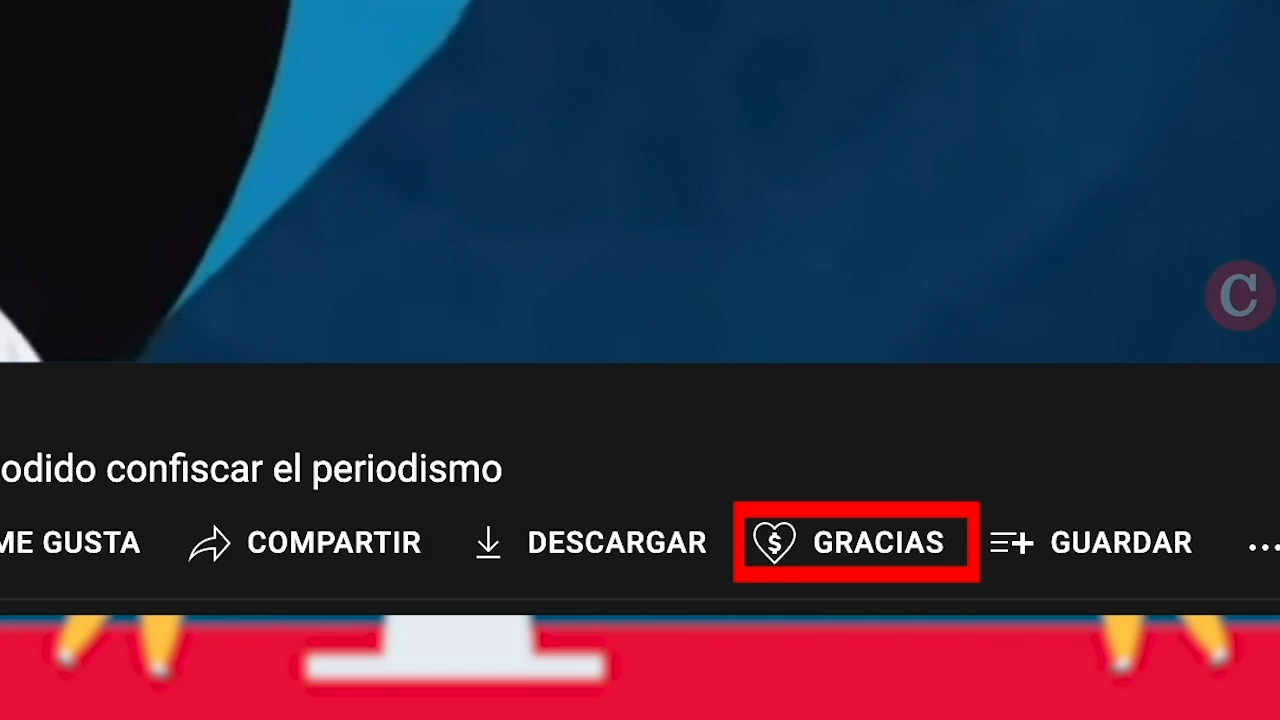 C
odido confiscar el periodismo
ME GUSTA COMPARTIR DESCARGAR $ GRACIAS GUARDAR ...